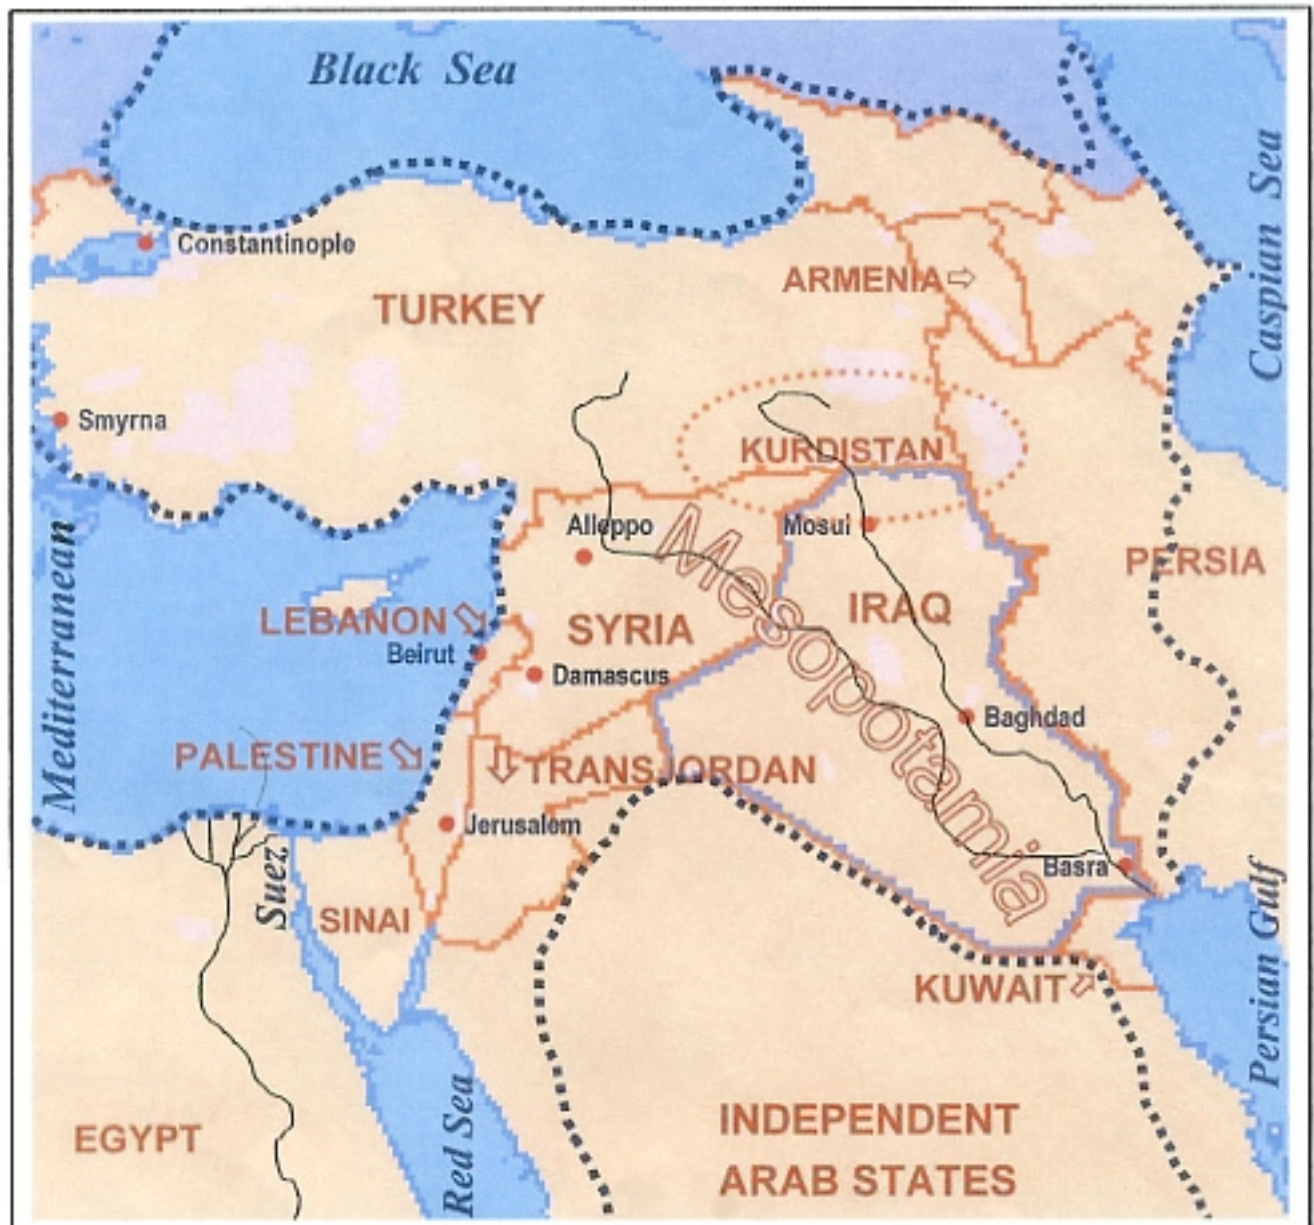 Black Sea
Caspian Sea
Constantinople
ARMENIA
TURKEY
Smyrna
KURDISTAN
Alleppo
Mosui
Mesopotamia
Mediterranean
PERSIA
LEBANON
SYRIA
IRAQ
Beirut
Damascus
Baghdad
PALESTINE
TRANSJORDAN
Jerusalem
Suez
Basra
SINAI
Persian Gulf
KUWAIT
Red Sea
EGYPT
INDEPENDENT
ARAB STATES